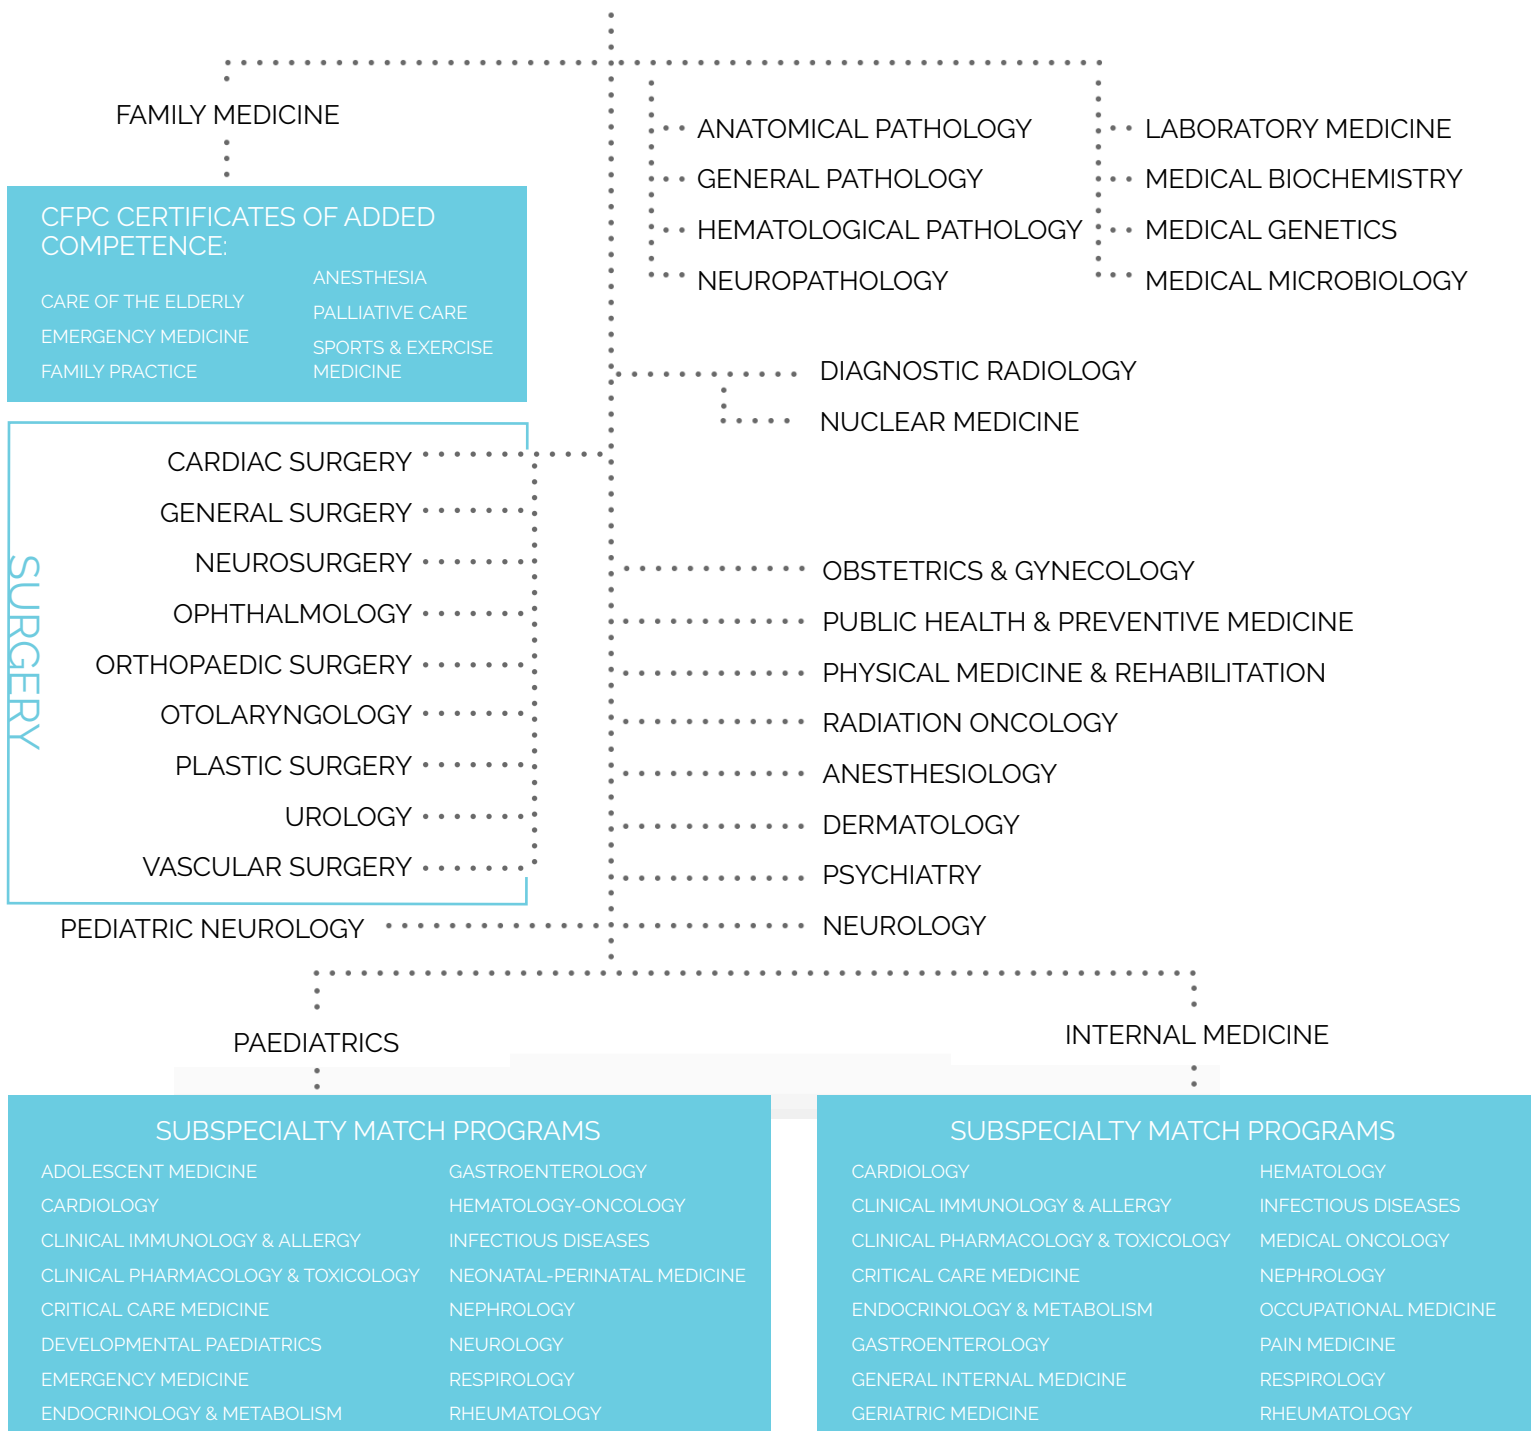 FAMILY MEDICINE
CFPC CERTIFICATES OF ADDED
COMPETENCE:
CARE OF THE ELDERLY
EMERGENCY MEDICINE
FAMILY PRACTICE
ANESTHESIA
PALLIATIVE CARE
SPORTS & EXERCISE
MEDICINE
ANATOMICAL PATHOLOGY
GENERAL PATHOLOGY
HEMATOLOGICAL PATHOLOGY
NEUROPATHOLOGY
LABORATORY MEDICINE
MEDICAL BIOCHEMISTRY
MEDICAL GENETICS
MEDICAL MICROBIOLOGY
DIAGNOSTIC RADIOLOGY
NUCLEAR MEDICINE
SURGERY
CARDIAC SURGERY
GENERAL SURGERY
NEUROSURGERY
OPHTHALMOLOGY
ORTHOPAEDIC SURGERY
OTOLARYNGOLOGY
PLASTIC SURGERY
UROLOGY
VASCULAR SURGERY
OBSTETRICS & GYNECOLOGY
PUBLIC HEALTH & PREVENTIVE MEDICINE
PHYSICAL MEDICINE & REHABILITATION
RADIATION ONCOLOGY
ANESTHESIOLOGY
DERMATOLOGY
PSYCHIATRY
NEUROLOGY
PEDIATRIC NEUROLOGY
PAEDIATRICS
SUBSPECIALTY MATCH PROGRAMS
ADOLESCENT MEDICINE
CARDIOLOGY
CLINICAL IMMUNOLOGY & ALLERGY
CLINICAL PHARMACOLOGY & TOXICOLOGY
CRITICAL CARE MEDICINE
DEVELOPMENTAL PAEDIATRICS
EMERGENCY MEDICINE
ENDOCRINOLOGY & METABOLISM
GASTROENTEROLOGY
HEMATOLOGY-ONCOLOGY
INFECTIOUS DISEASES
NEONATAL-PERINATAL MEDICINE
NEPHROLOGY
NEUROLOGY
RESPIROLOGY
RHEUMATOLOGY
INTERNAL MEDICINE
SUBSPECIALTY MATCH PROGRAMS
CARDIOLOGY
CLINICAL IMMUNOLOGY & ALLERGY
CLINICAL PHARMACOLOGY & TOXICOLOGY
CRITICAL CARE MEDICINE
ENDOCRINOLOGY & METABOLISM
GASTROENTEROLOGY
GENERAL INTERNAL MEDICINE
GERIATRIC MEDICINE
HEMATOLOGY
INFECTIOUS DISEASES
MEDICAL ONCOLOGY
NEPHROLOGY
OCCUPATIONAL MEDICINE
PAIN MEDICINE
RESPIROLOGY
RHEUMATOLOGY